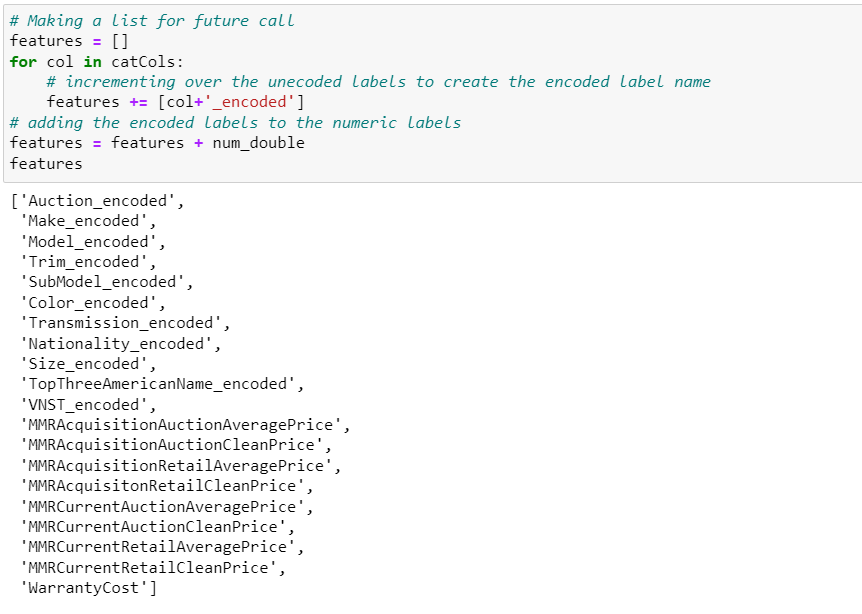 # Making a list for future call
features = []
for col in catCols:
    # incrementing over the unecoded labels to create the encoded label name
    features += [col+'_encoded']
# adding the encoded labels to the numeric labels
features = features + num_double
features
['Auction_encoded',
 'Make_encoded',
 'Model_encoded',
 'Trim_encoded',
 'SubModel_encoded',
 'Color_encoded',
 'Transmission_encoded',
 'Nationality_encoded',
 'Size_encoded',
 'TopThreeAmericanName_encoded',
 'VNST_encoded',
 'MMRAcquisitionAuctionAveragePrice',
 'MMRAcquisitionAuctionCleanPrice',
 'MMRAcquisitionRetailAveragePrice',
 'MMRAcquisitonRetailCleanPrice',
 'MMRCurrentAuctionAveragePrice',
 'MMRCurrentAuctionCleanPrice',
 'MMRCurrentRetailAveragePrice',
 'MMRCurrentRetailCleanPrice',
 'WarrantyCost']